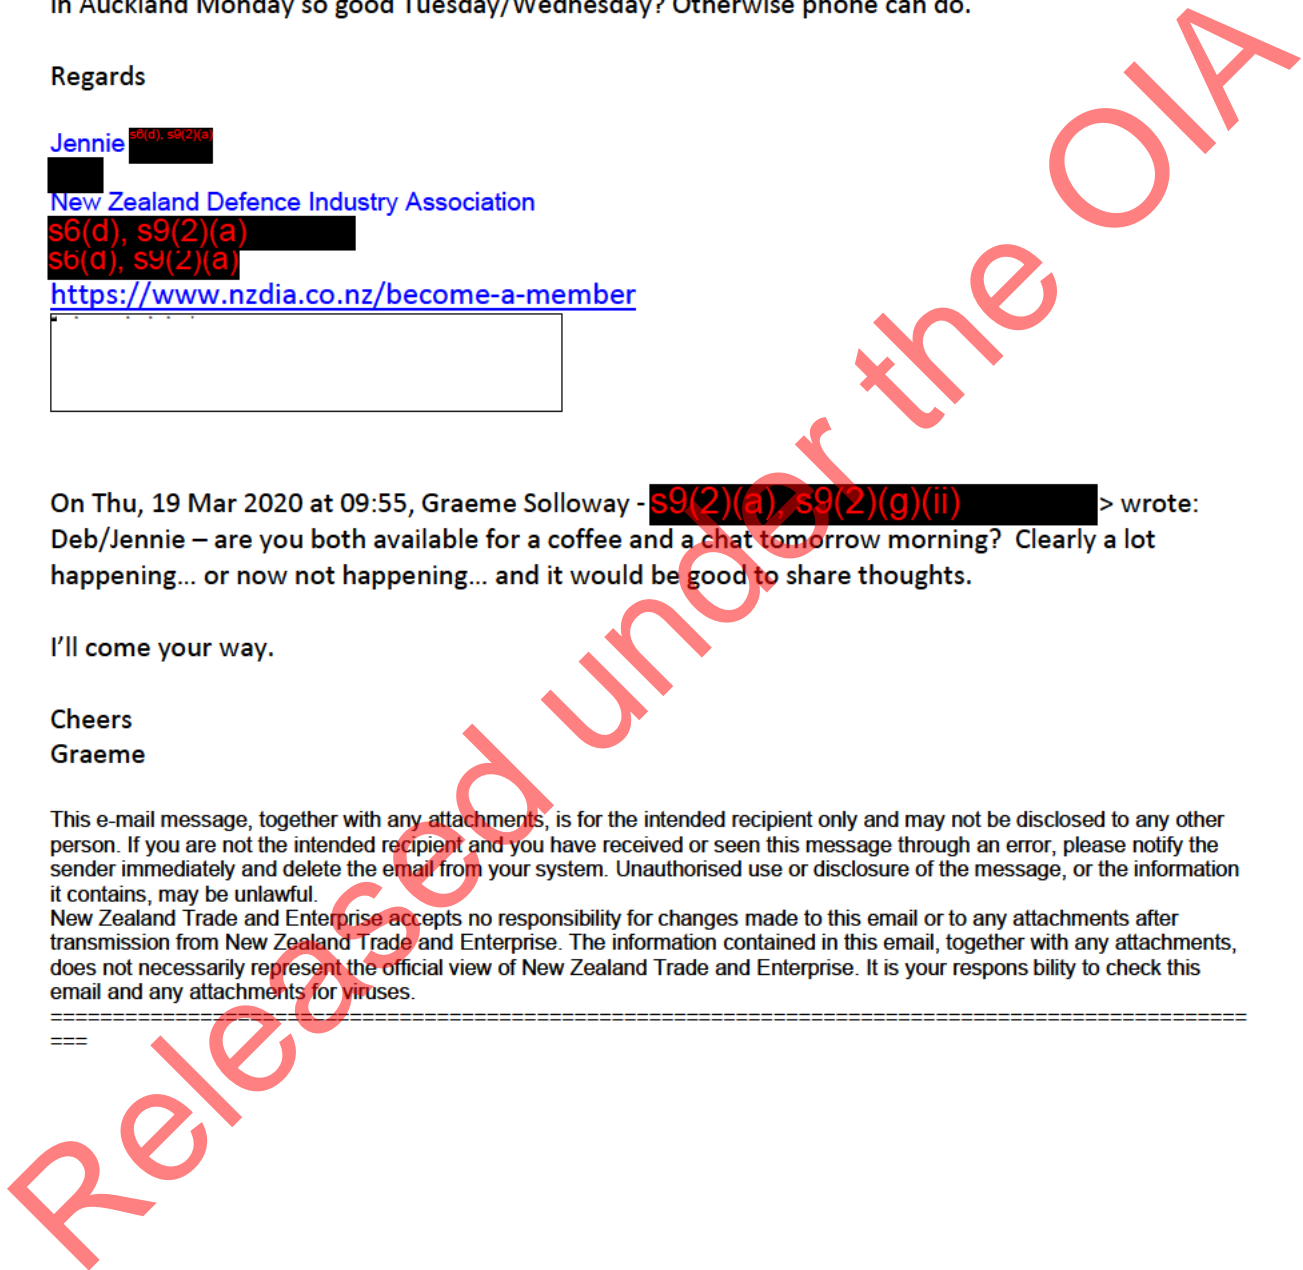 in Auckland Monday so good Tuesday/Wednesday? Otherwise phone can do.
Regards
Jennie s6(d), s9(2)(a)
New Zealand Defence Industry Association
s6(d), s9(2)(a)
s6(d), s9(2)(a)
https://www.nzdia.co.nz/become-a-member
On Thu, 19 Mar 2020 at 09:55, Graeme Solloway - s9(2)(a), s9(2)(g)(ii) > wrote:
Deb/Jennie – are you both available for a coffee and a chat tomorrow morning?  Clearly a lot
happening... or now not happening... and it would be good to share thoughts.
I'll come your way.
Cheers
Graeme
This e-mail message, together with any attachments, is for the intended recipient only and may not be disclosed to any other
person. If you are not the intended recipient and you have received or seen this message through an error, please notify the
sender immediately and delete the email from your system. Unauthorised use or disclosure of the message, or the information
it contains, may be unlawful.
New Zealand Trade and Enterprise accepts no responsibility for changes made to this email or to any attachments after
transmission from New Zealand Trade and Enterprise. The information contained in this email, together with any attachments,
does not necessarily represent the official view of New Zealand Trade and Enterprise. It is your respons bility to check this
email and any attachments for viruses.
================================================================================================
===
Released under the OIA